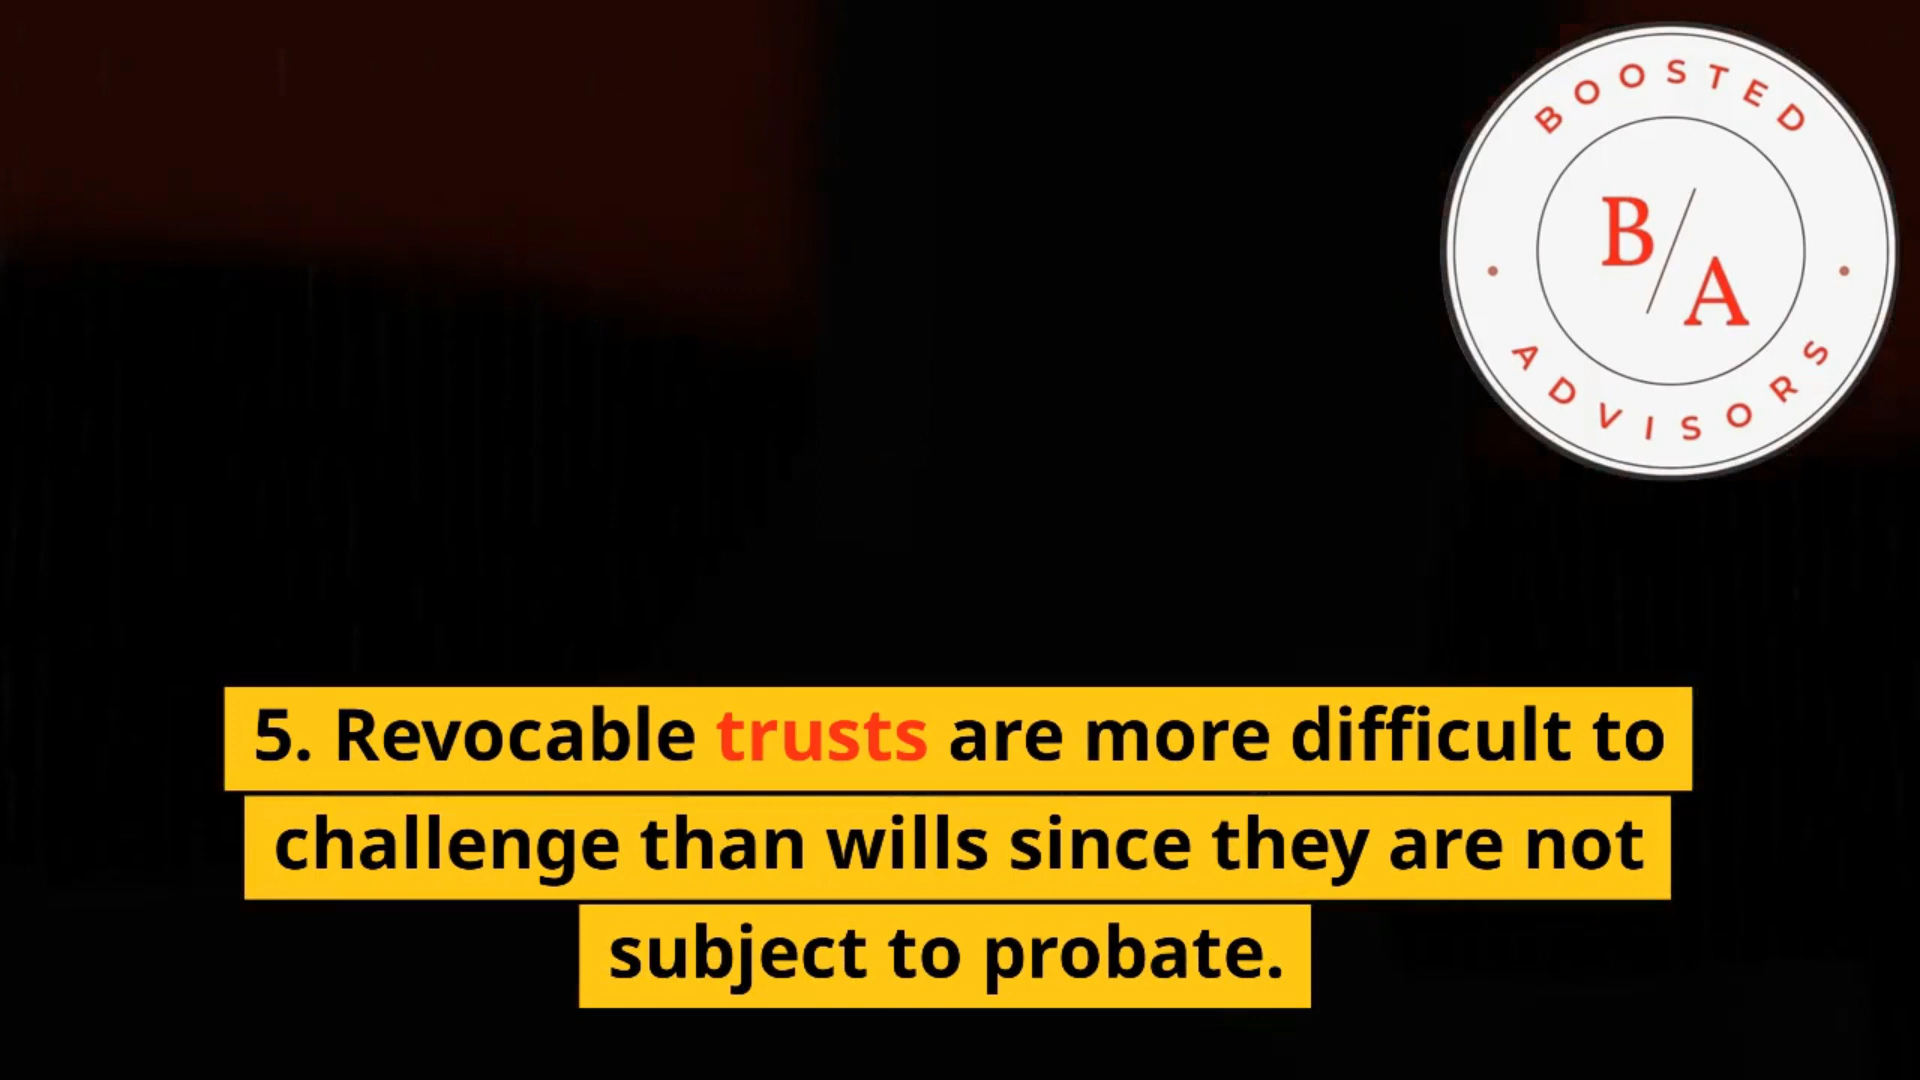 BOOSTED
B/A
ADVISORS
5. Revocable trusts are more difficult to
challenge than wills since they are not
subject to probate.